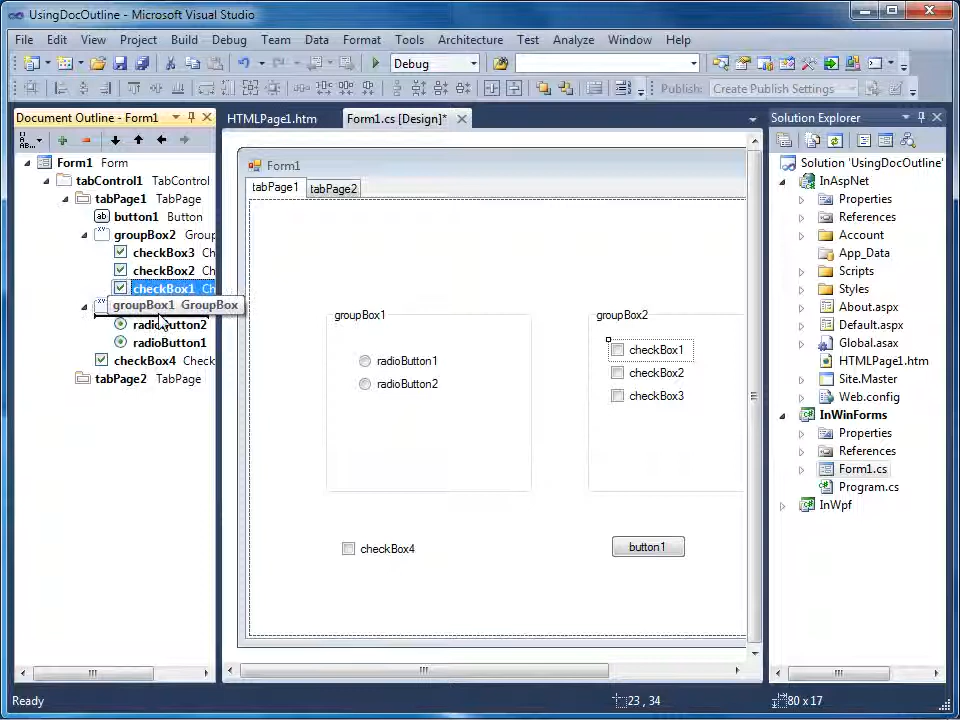 UsingDocOutline - Microsoft Visual Studio
File Edit View Project Build Debug Team Data Format Tools Architecture Test Analyze Window Help
Debug
Publish: Create Publish Settings
Document Outline - Form1
HTMLPage1.htm
Form1.cs [Design]*
Solution Explorer
Form1 Form
tabControl1 TabControl
tabPage1 TabPage
button1 Button
groupBox2 Group
checkBox3 Ch
checkBox2 Ch
checkBox1 Ch
groupBox1 GroupBox
radioButton2
radioButton1
checkBox4 Check
tabPage2 TabPage
Form1
tabPage1 tabPage2
groupBox1
radioButton1
radioButton2
groupBox2
checkBox1
checkBox2
checkBox3
checkBox4
button1
Solution 'UsingDocOutline'
InAspNet
Properties
References
Account
App_Data
Scripts
Styles
About.aspx
Default.aspx
Global.asax
HTMLPage1.htm
Site.Master
Web.config
InWinForms
Properties
References
Form1.cs
Program.cs
InWpf
Ready
23 , 34
80 x 17